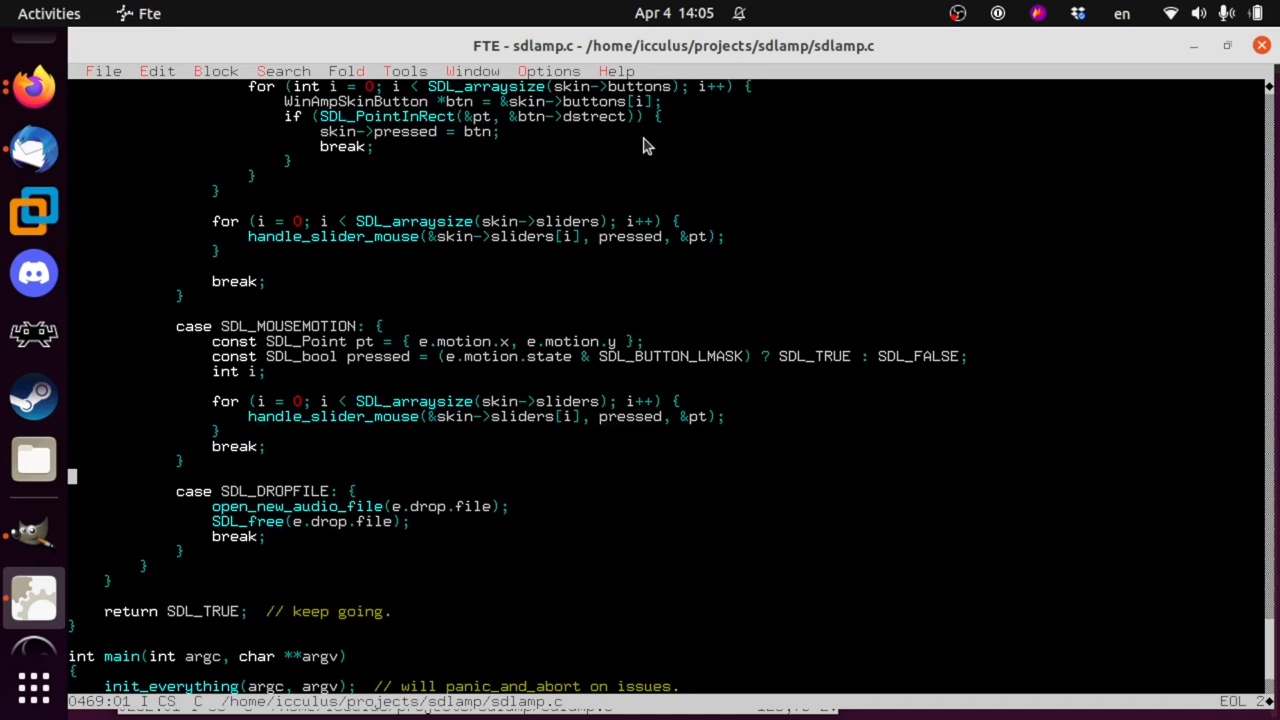 Activities
Fte
Apr 4 14:05
en
FTE - sdlamp.c - /home/icculus/projects/sdlamp/sdlamp.c
File Edit Block Search Fold Tools Window Options Help
for (int i = 0; i < SDL_arraysize(skin->buttons); i++) {
WinAmpSkinButton *btn = &skin->buttons[i];
if (SDL_PointInRect(&pt, &btn->dstrect)) {
skin->pressed = btn;
break;
}
}
}
for (i = 0; i < SDL_arraysize(skin->sliders); i++) {
handle_slider_mouse(&skin->sliders[i], pressed, &pt);
}
break;
}
case SDL_MOUSEMOTION: {
const SDL_Point pt = { e.motion.x, e.motion.y };
const SDL_bool pressed = (e.motion.state & SDL_BUTTON_LMASK) ? SDL_TRUE : SDL_FALSE;
int i;
for (i = 0; i < SDL_arraysize(skin->sliders); i++) {
handle_slider_mouse(&skin->sliders[i], pressed, &pt);
}
break;
}
case SDL_DROPFILE: {
open_new_audio_file(e.drop.file);
SDL_free(e.drop.file);
break;
}
}
}
return SDL_TRUE;  // keep going.
}
int main(int argc, char **argv)
{
init_everything(argc, argv);  // will panic_and_abort on issues.
0469:01 I CS  C  /home/icculus/projects/sdlamp/sdlamp.c EOL 2